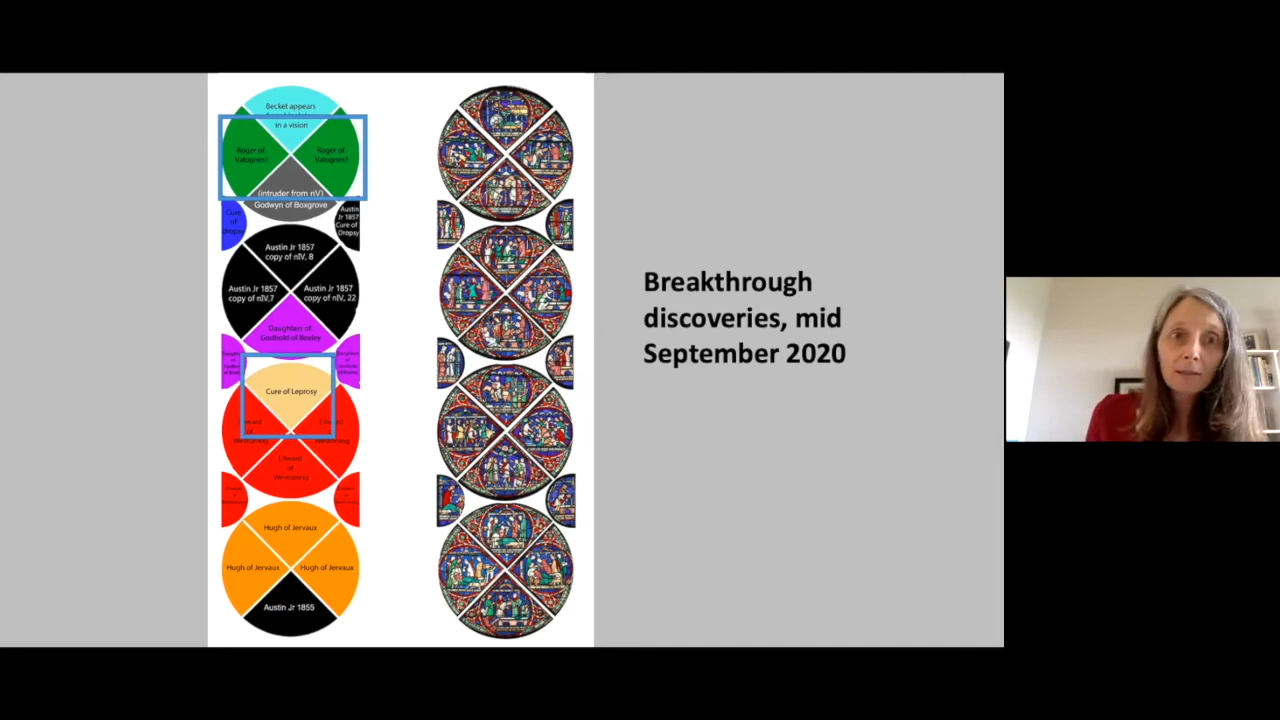 Becket appears
in a vision
Roger of
Valognes?
Roger of
Valognes?
(intruder from nV)
Godwyn of Boxgrove
Cure
of
dropsy
Austin
Jr 1857
Cure of
Dropsy
Austin Jr 1857
copy of nIV, 8
Austin Jr 1857
copy of nIV,7
Austin Jr 1857
copy of nIV, 22
Daughters of
Godbold of Boxley
of
of
Cure of Leprosy
of
of
Hugh of Jervaux
Hugh of Jervaux
Hugh of Jervaux
Austin Jr 1855
Breakthrough
discoveries, mid
September 2020